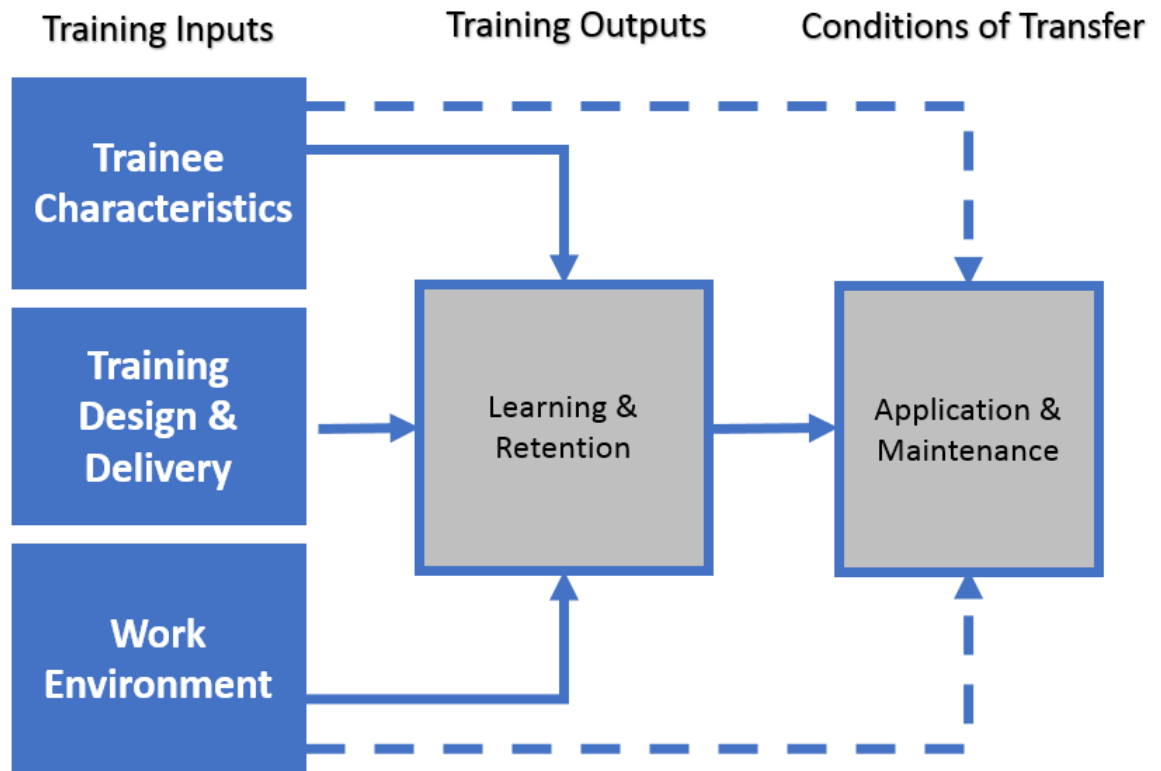 Training Inputs
Training Outputs
Conditions of Transfer
Trainee
Characteristics
Training
Design &
Delivery
Work
Environment
Learning &
Retention
Application &
Maintenance